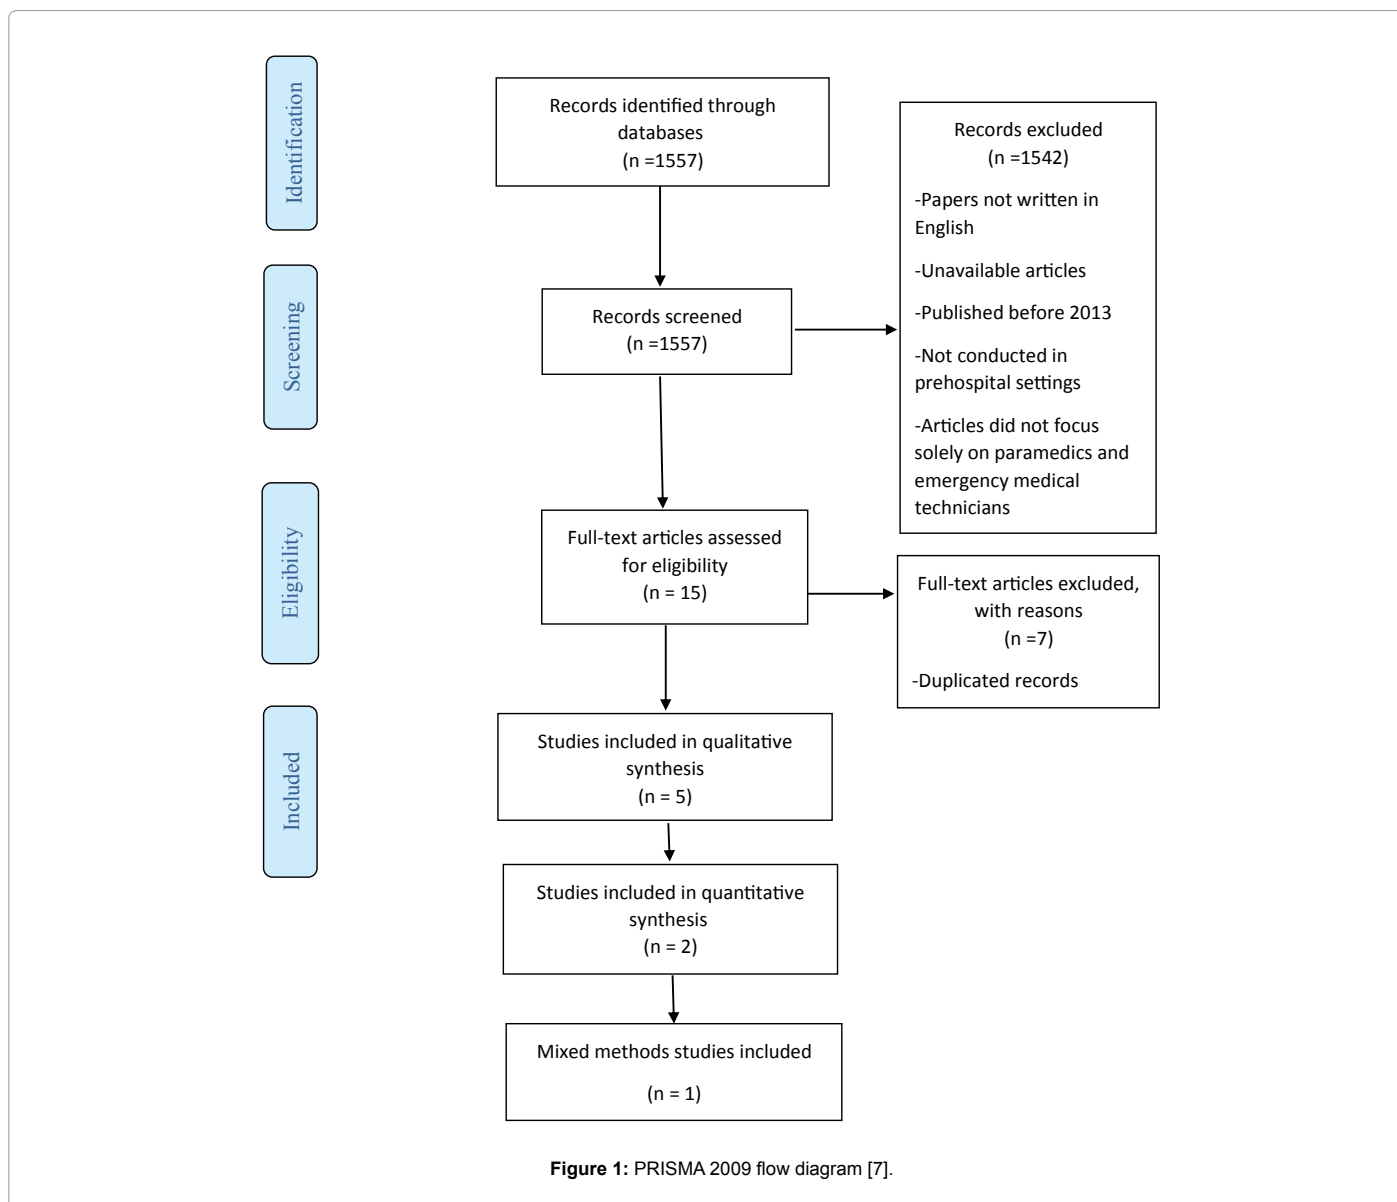 Identification
Records identified through
databases
(n =1557)
Records excluded
(n =1542)
-Papers not written in
English
-Unavailable articles
-Published before 2013
-Not conducted in
prehospital settings
-Articles did not focus
solely on paramedics and
emergency medical
technicians
Screening
Records screened
(n =1557)
Eligibility
Full-text articles assessed
for eligibility
(n = 15)
Full-text articles excluded,
with reasons
(n =7)
-Duplicated records
Included
Studies included in qualitative
synthesis
(n = 5)
Studies included in quantitative
synthesis
(n = 2)
Mixed methods studies included
(n = 1)
Figure 1: PRISMA 2009 flow diagram [7].